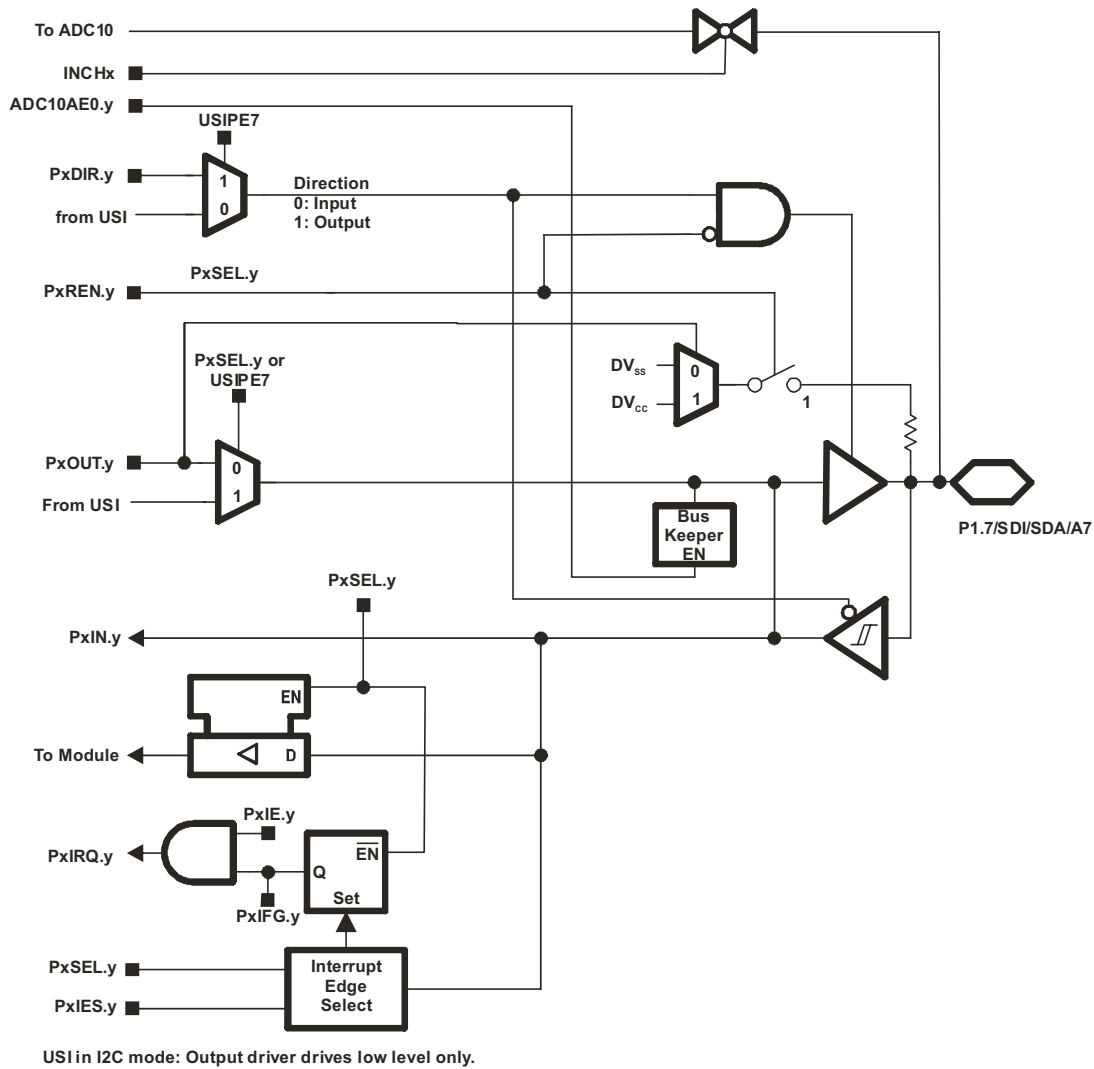 To ADC10
INCHx
ADC10AE0.y
USIPE7
PxDIR.y
1
from USI
0
Direction
0: Input
1: Output
PxSEL.y
PxREN.y
PxSEL.y or
USIPE7
DVSS
0
DVCC
1
1
PxOUT.y
0
From USI
1
Bus
Keeper
EN
P1.7/SDI/SDA/A7
PxSEL.y
PxIN.y
EN
To Module
D
PxIE.y
PxIRQ.y
EN
Q
Set
PxIFG.y
PxSEL.y
PxIES.y
Interrupt
Edge
Select
USI in I2C mode: Output driver drives low level only.